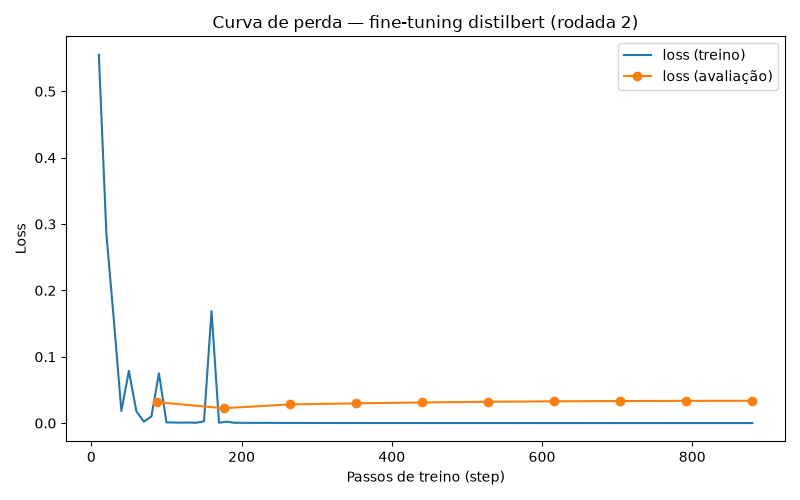 Curva de perda — fine-tuning distilbert (rodada 2)
loss (treino)
loss (avaliação)
Loss
0.5
0.4
0.3
0.2
0.1
0.0
0
200
400
600
800
Passos de treino (step)